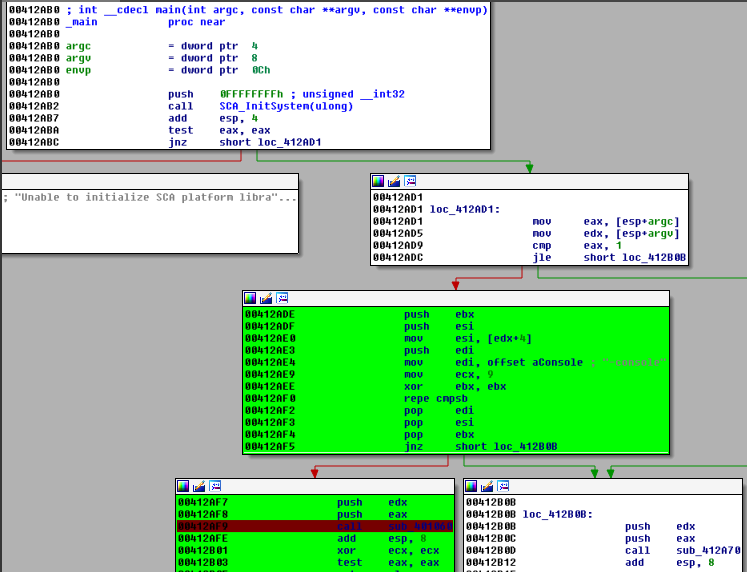 00412AB0 ; int __cdecl main(int argc, const char **argv, const char **envp)
00412AB0 _main proc near
00412AB0
00412AB0 argc = dword ptr 4
00412AB0 argv = dword ptr 8
00412AB0 envp = dword ptr 0Ch
00412AB0
00412AB0 push 0FFFFFFFFh ; unsigned __int32
00412AB2 call SCA_InitSystem(ulong)
00412AB7 add esp, 4
00412ABA test eax, eax
00412ABC jnz short loc_412AD1
; "Unable to initialize SCA platform libra"...
00412AD1
00412AD1 loc_412AD1:
00412AD1 mov eax, [esp+argc]
00412AD5 mov edx, [esp+argv]
00412AD9 cmp eax, 1
00412ADC jle short loc_412B0B
00412ADE push ebx
00412ADF push esi
00412AE0 mov esi, [edx+4]
00412AE3 push edi
00412AE4 mov edi, offset aConsole ; "-console"
00412AE9 mov ecx, 9
00412AEE xor ebx, ebx
00412AF0 repe cmpsb
00412AF2 pop edi
00412AF3 pop esi
00412AF4 pop ebx
00412AF5 jnz short loc_412B0B
00412AF7 push edx
00412AF8 push eax
00412AF9 call
00412AFE add esp, 8
00412B01 xor ecx, ecx
00412B03 test eax, eax
00412B0B
00412B0B loc_412B0B:
00412B0B push edx
00412B0C push eax
00412B0D call sub_412A70
00412B12 add esp, 8